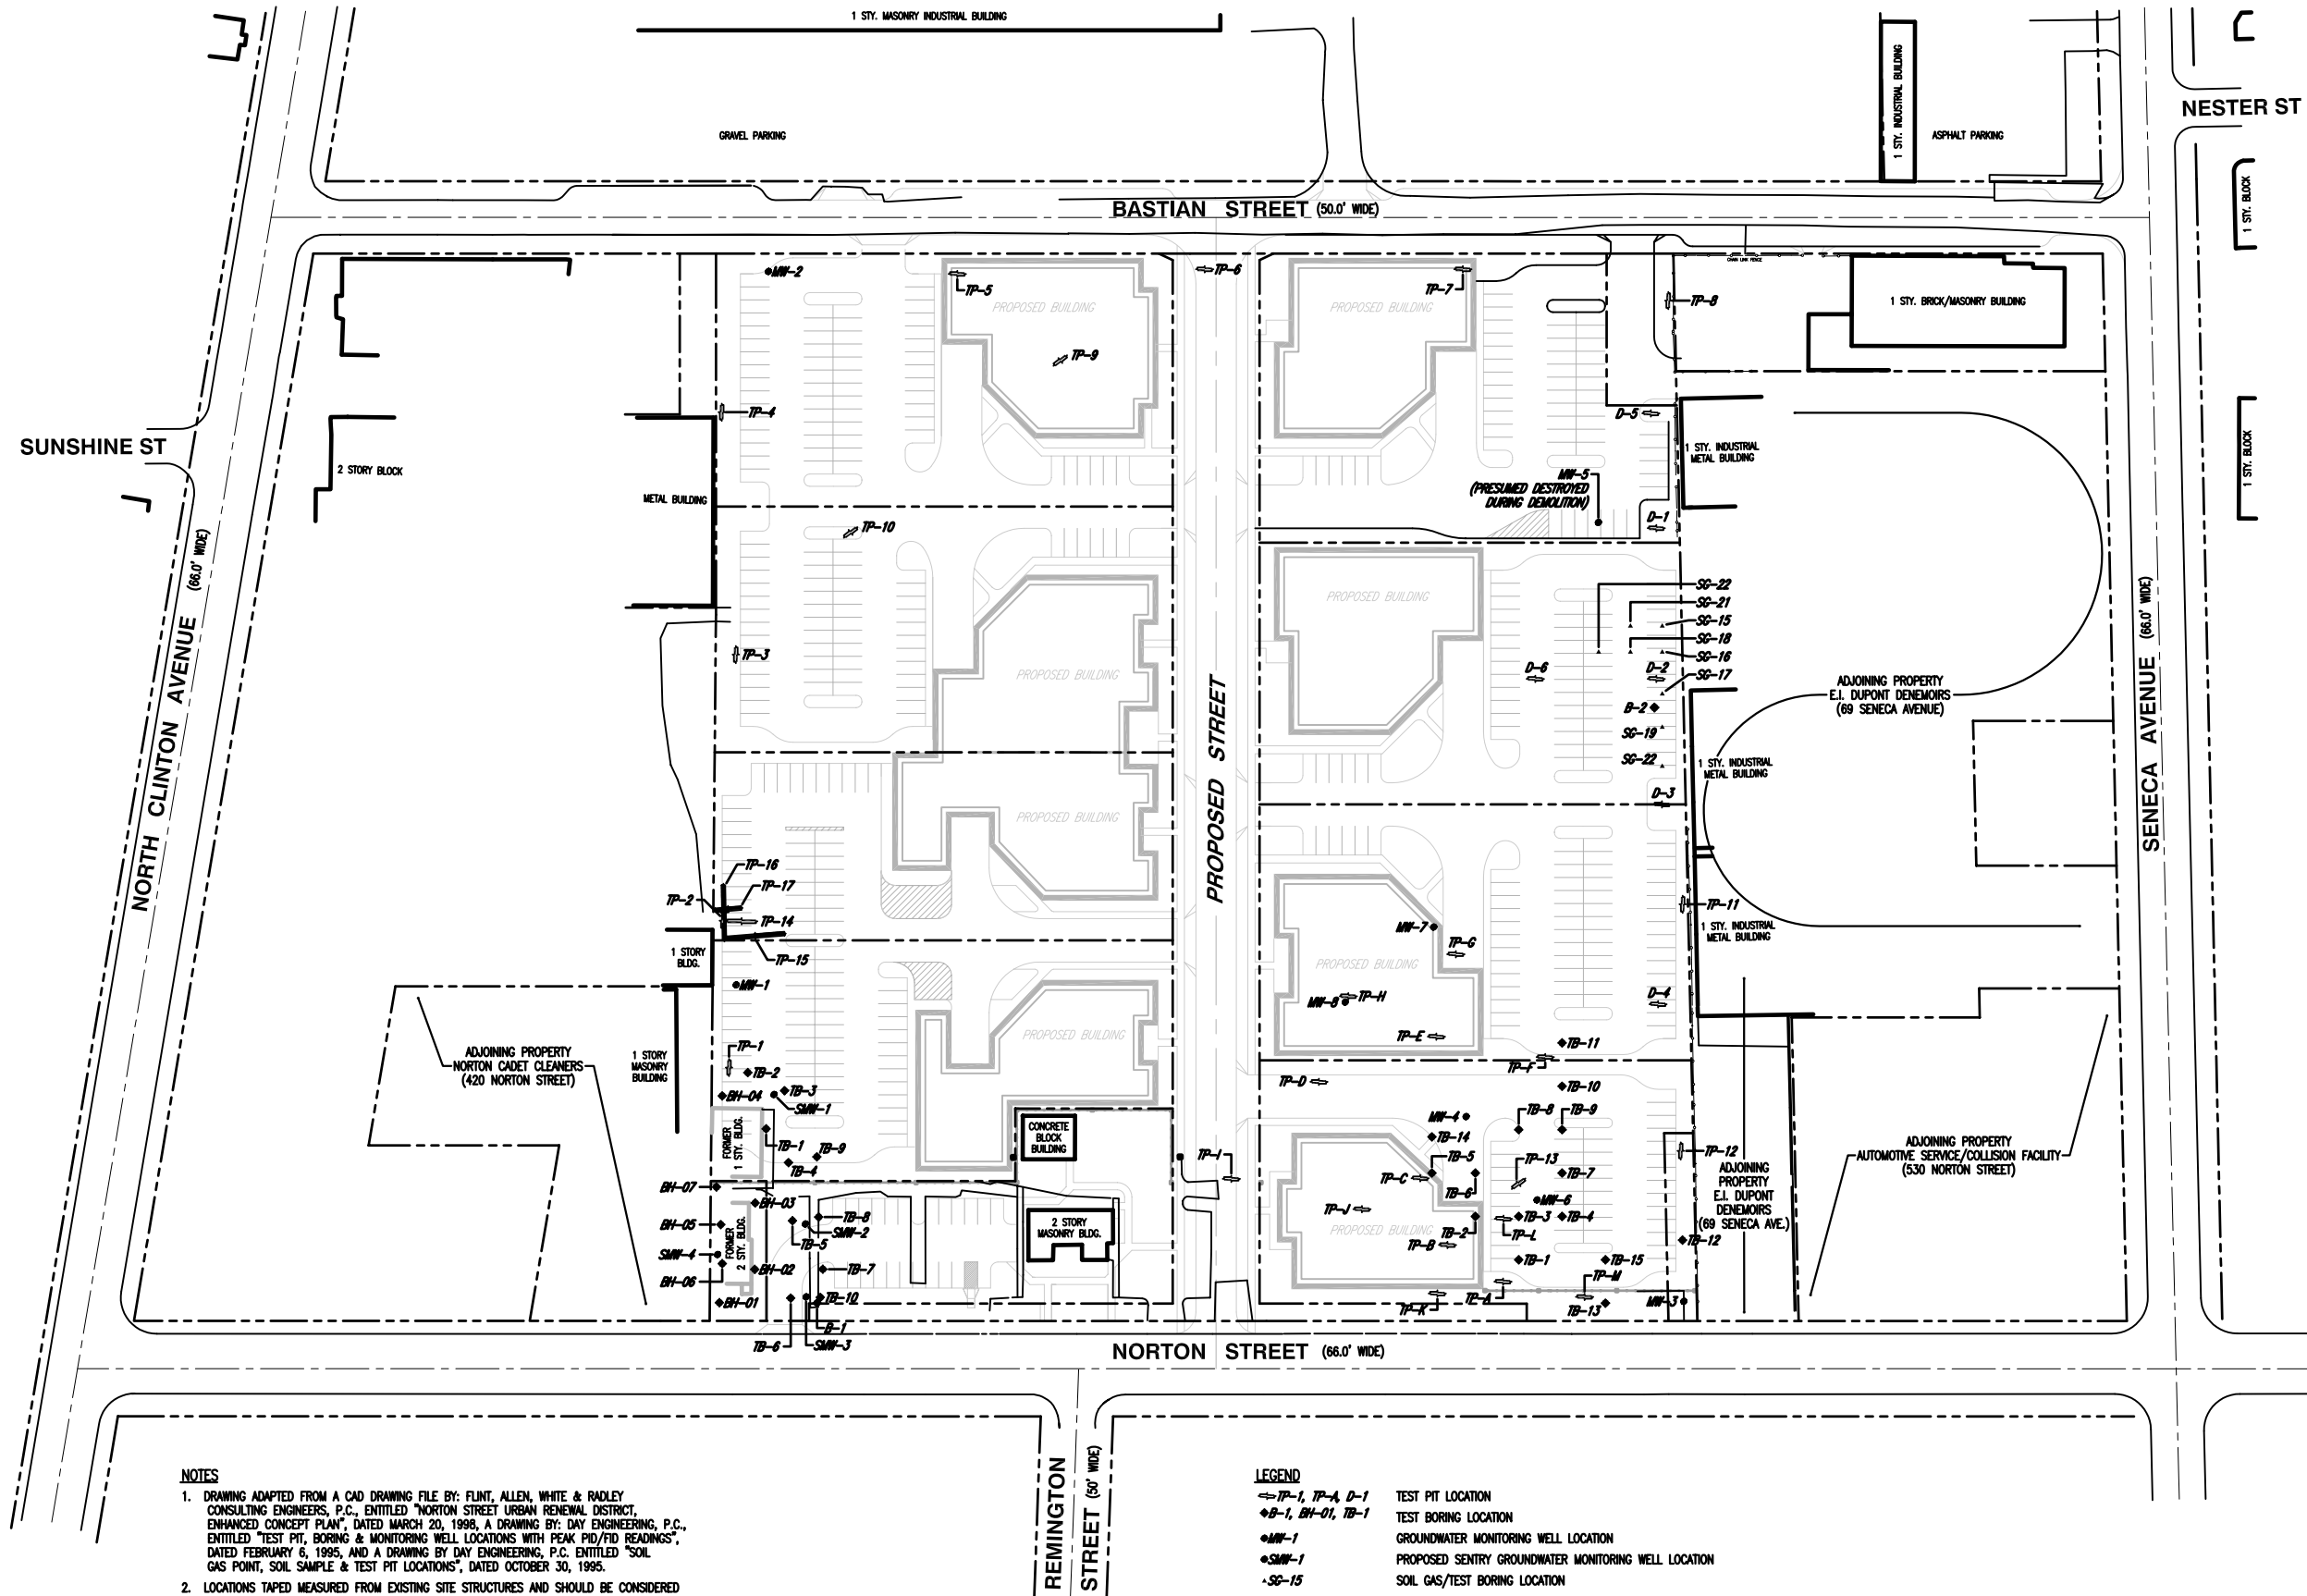 1 STY. MASONRY INDUSTRIAL BUILDING
1 STY. INDUSTRIAL BUILDING
NESTER ST
GRAVEL PARKING
ASPHALT PARKING
1 STY. BLOCK
BASTIAN STREET (50.0' WIDE)
CHAIN LINK FENCE
MW-2
TP-5
TP-6
TP-7
TP-8
PROPOSED BUILDING
PROPOSED BUILDING
1 STY. BRICK/MASONRY BUILDING
TP-9
TP-4
D-5
SUNSHINE ST
2 STORY BLOCK
METAL BUILDING
1 STY. INDUSTRIAL
METAL BUILDING
1 STY. BLOCK
MW-5
(PRESUMED DESTROYED
DURING DEMOLITION)
D-1
TP-10
NORTH CLINTON AVENUE (66.0' WIDE)
PROPOSED BUILDING
SG-22
SG-21
SG-15
SG-18
SG-16
SG-17
TP-3
D-6
D-2
PROPOSED BUILDING
B-2
SG-19
SG-22
ADJOINING PROPERTY
E.I. DUPONT DENEMOIRS
(69 SENECA AVENUE)
SENECA AVENUE (66.0' WIDE)
PROPOSED STREET
1 STY. INDUSTRIAL
METAL BUILDING
D-3
PROPOSED BUILDING
TP-16
TP-17
TP-2
TP-14
TP-15
TP-11
1 STY. INDUSTRIAL
METAL BUILDING
MW-7
TP-G
PROPOSED BUILDING
1 STORY
BLDG.
MW-1
MW-8
TP-H
D-4
TP-E
PROPOSED BUILDING
TP-1
TB-11
TP-F
ADJOINING PROPERTY
NORTON CADET CLEANERS
(420 NORTON STREET)
1 STORY
MASONRY
BUILDING
TB-2
TB-3
BH-04
SMW-1
TP-D
TB-10
MW-4
TB-8
TB-9
TB-14
FORMER
1 STY. BLDG.
TB-1
TB-9
TB-4
CONCRETE
BLOCK
BUILDING
TP-I
TB-5
TP-13
TP-C
TB-6
TB-7
TP-12
ADJOINING
PROPERTY
E.I. DUPONT
DENEMOIRS
(69 SENECA AVE.)
ADJOINING PROPERTY
AUTOMOTIVE SERVICE/COLLISION FACILITY
(530 NORTON STREET)
BH-07
BH-03
MW-6
BH-05
FORMER
2 STY. BLDG.
TB-8
SMW-2
TB-5
2 STORY
MASONRY BLDG.
TP-J
PROPOSED BUILDING
TB-2
TB-3
TB-4
TP-L
TP-B
SMW-4
TB-12
BH-06
BH-02
TB-7
TB-1
TB-15
TP-M
BH-01
TB-10
TP-K
TP-A
TB-13
MW-3
B-1
TB-6
SMW-3
NORTON STREET (66.0' WIDE)
REMINGTON
STREET (50' WIDE)
NOTES
1. DRAWING ADAPTED FROM A CAD DRAWING FILE BY: FLINT, ALLEN, WHITE & RADLEY
CONSULTING ENGINEERS, P.C., ENTITLED "NORTON STREET URBAN RENEWAL DISTRICT,
ENHANCED CONCEPT PLAN", DATED MARCH 20, 1998, A DRAWING BY: DAY ENGINEERING, P.C.,
ENTITLED "TEST PIT, BORING & MONITORING WELL LOCATIONS WITH PEAK PID/FID READINGS",
DATED FEBRUARY 6, 1995, AND A DRAWING BY DAY ENGINEERING, P.C. ENTITLED "SOIL
GAS POINT, SOIL SAMPLE & TEST PIT LOCATIONS", DATED OCTOBER 30, 1995.
2. LOCATIONS TAPED MEASURED FROM EXISTING SITE STRUCTURES AND SHOULD BE CONSIDERED
LEGEND
TP-1, TP-A, D-1 TEST PIT LOCATION
B-1, BH-01, TB-1 TEST BORING LOCATION
MW-1 GROUNDWATER MONITORING WELL LOCATION
SMW-1 PROPOSED SENTRY GROUNDWATER MONITORING WELL LOCATION
SG-15 SOIL GAS/TEST BORING LOCATION